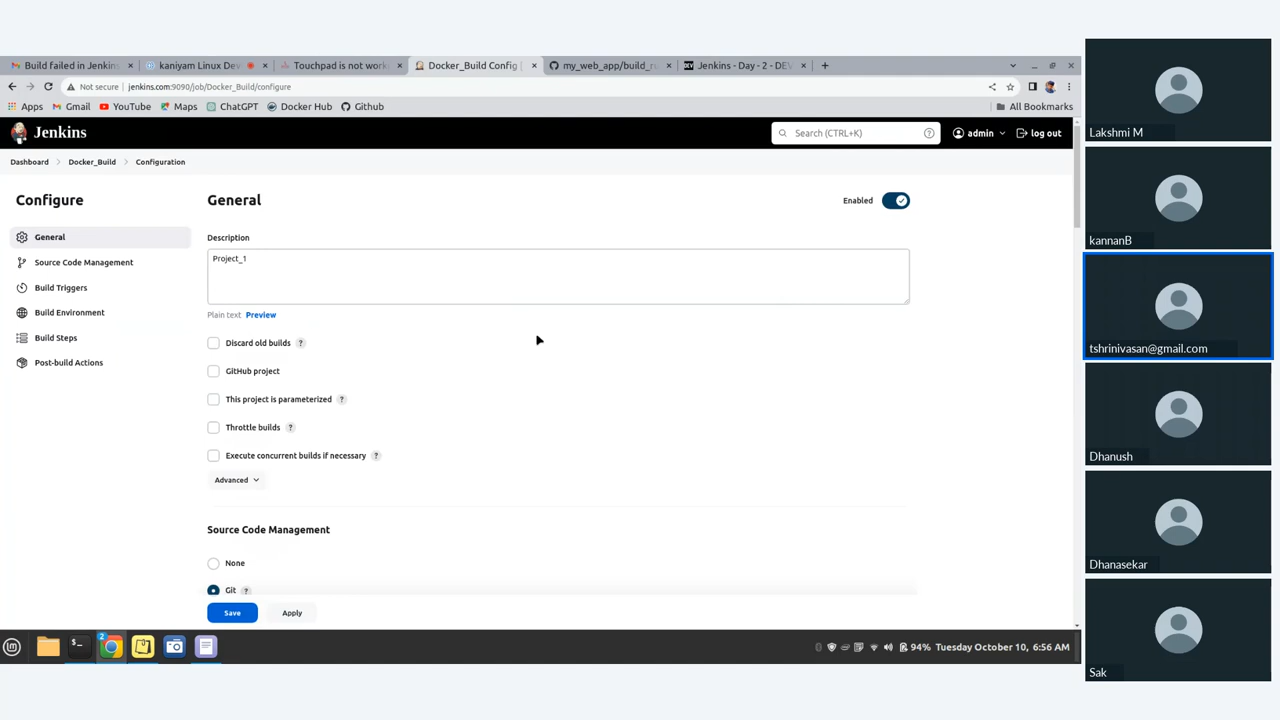 Build failed in Jenkins
kaniyam Linux Dev
Touchpad is not work
Docker_Build Config
my_web_app/build_r
Jenkins - Day - 2 - DEV
Not secure jenkins.com:9090/job/Docker_Build/configure
Apps Gmail YouTube Maps ChatGPT Docker Hub Github All Bookmarks
Jenkins Search (CTRL+K) admin log out
Dashboard Docker_Build Configuration
Configure
General
Source Code Management
Build Triggers
Build Environment
Build Steps
Post-build Actions
General
Enabled
Description
Project_1
Plain text Preview
Discard old builds ?
GitHub project
This project is parameterized ?
Throttle builds ?
Execute concurrent builds if necessary ?
Advanced
Source Code Management
None
Git ?
Save Apply
2
94% Tuesday October 10, 6:56 AM
Lakshmi M
kannanB
tshrinivasan@gmail.com
Dhanush
Dhanasekar
Sak